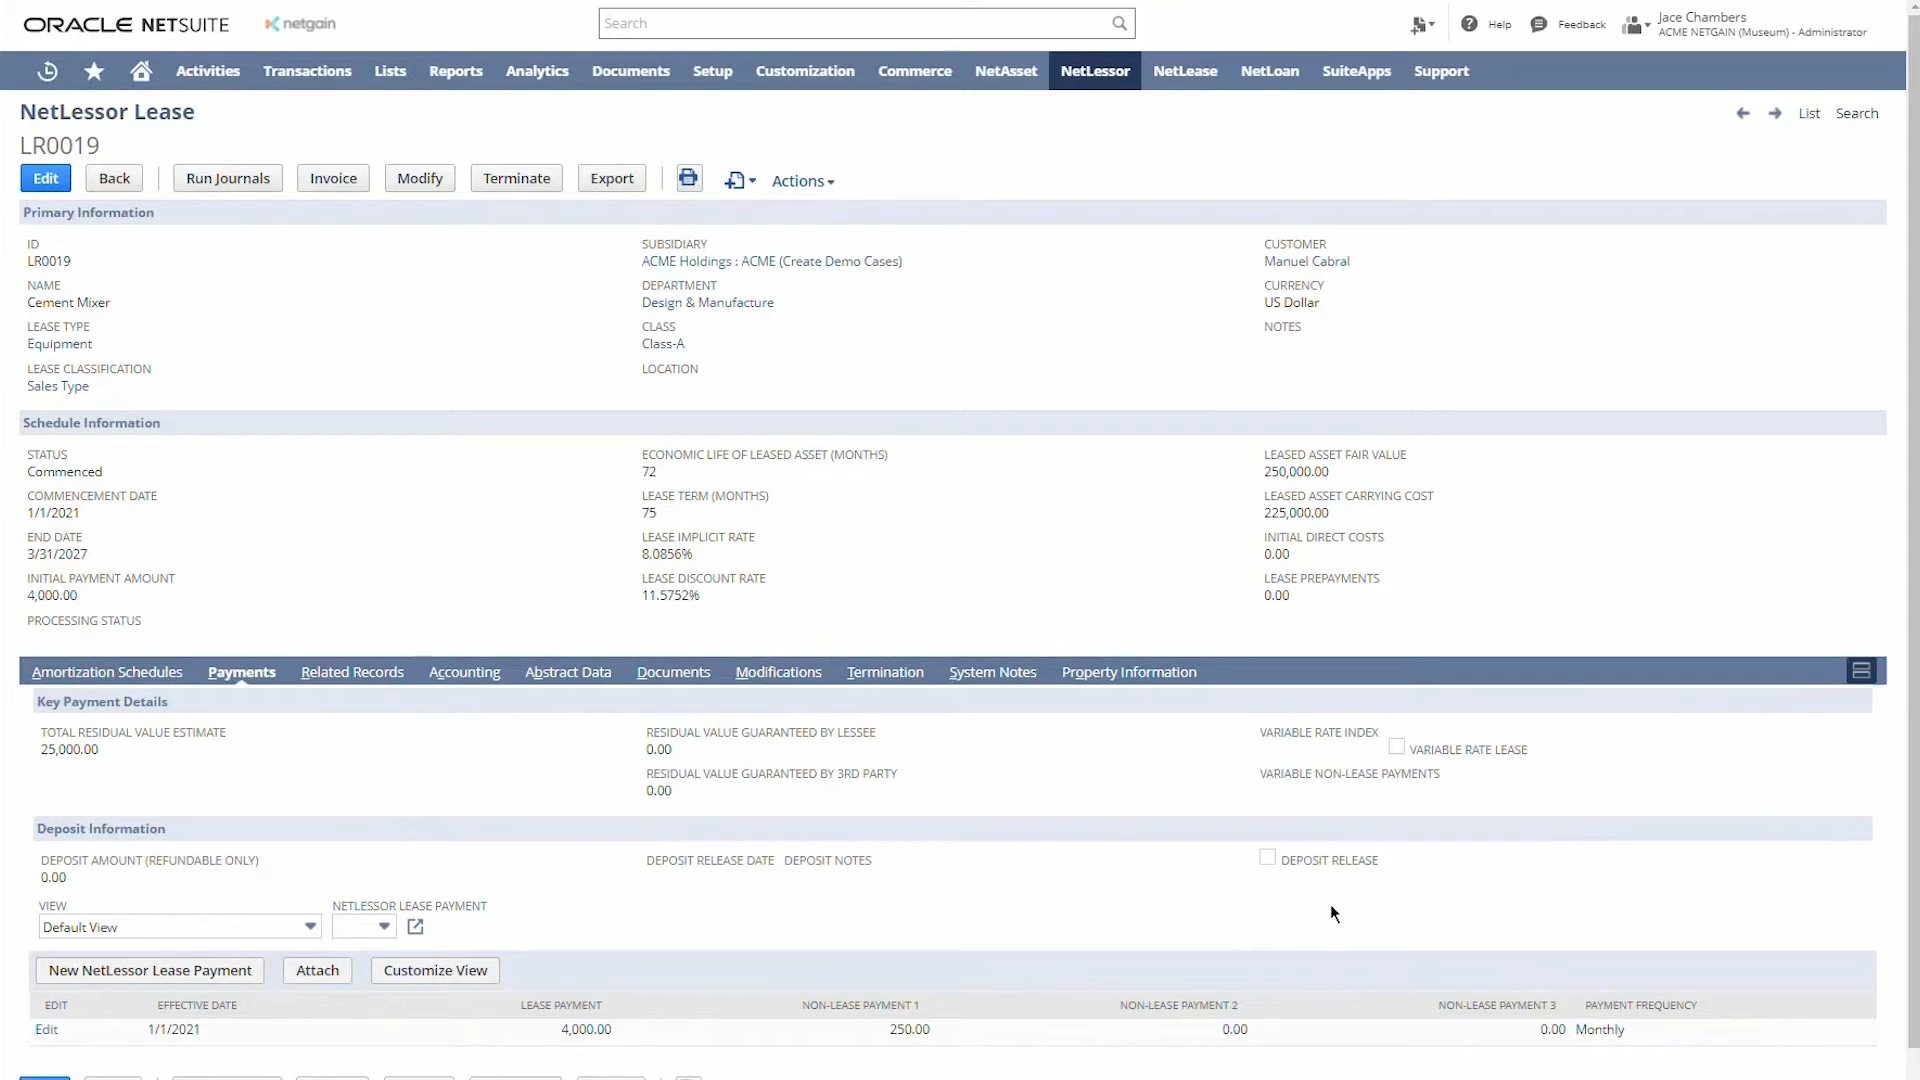 ORACLE NETSUITE netgain Search Help Feedback Jace Chambers
ACME NETGAIN (Museum) - Administrator
Activities Transactions Lists Reports Analytics Documents Setup Customization Commerce NetAsset NetLessor NetLease NetLoan SuiteApps Support
NetLessor Lease List Search
LR0019
Edit Back Run Journals Invoice Modify Terminate Export Actions
Primary Information
ID SUBSIDIARY CUSTOMER
LR0019 ACME Holdings : ACME (Create Demo Cases) Manuel Cabral
NAME DEPARTMENT CURRENCY
Cement Mixer Design & Manufacture US Dollar
LEASE TYPE CLASS NOTES
Equipment Class-A
LEASE CLASSIFICATION LOCATION
Sales Type
Schedule Information
STATUS ECONOMIC LIFE OF LEASED ASSET (MONTHS) LEASED ASSET FAIR VALUE
Commenced 72 250,000.00
COMMENCEMENT DATE LEASE TERM (MONTHS) LEASED ASSET CARRYING COST
1/1/2021 75 225,000.00
END DATE LEASE IMPLICIT RATE INITIAL DIRECT COSTS
3/31/2027 8.0856% 0.00
INITIAL PAYMENT AMOUNT LEASE DISCOUNT RATE LEASE PREPAYMENTS
4,000.00 11.5752% 0.00
PROCESSING STATUS
Amortization Schedules Payments Related Records Accounting Abstract Data Documents Modifications Termination System Notes Property Information
Key Payment Details
TOTAL RESIDUAL VALUE ESTIMATE RESIDUAL VALUE GUARANTEED BY LESSEE VARIABLE RATE INDEX
25,000.00 0.00 VARIABLE RATE LEASE
RESIDUAL VALUE GUARANTEED BY 3RD PARTY VARIABLE NON-LEASE PAYMENTS
0.00
Deposit Information
DEPOSIT AMOUNT (REFUNDABLE ONLY) DEPOSIT RELEASE DATE DEPOSIT NOTES DEPOSIT RELEASE
0.00
VIEW NETLESSOR LEASE PAYMENT
Default View
New NetLessor Lease Payment Attach Customize View
EDIT EFFECTIVE DATE LEASE PAYMENT NON-LEASE PAYMENT 1 NON-LEASE PAYMENT 2 NON-LEASE PAYMENT 3 PAYMENT FREQUENCY
Edit 1/1/2021 4,000.00 250.00 0.00 0.00 Monthly